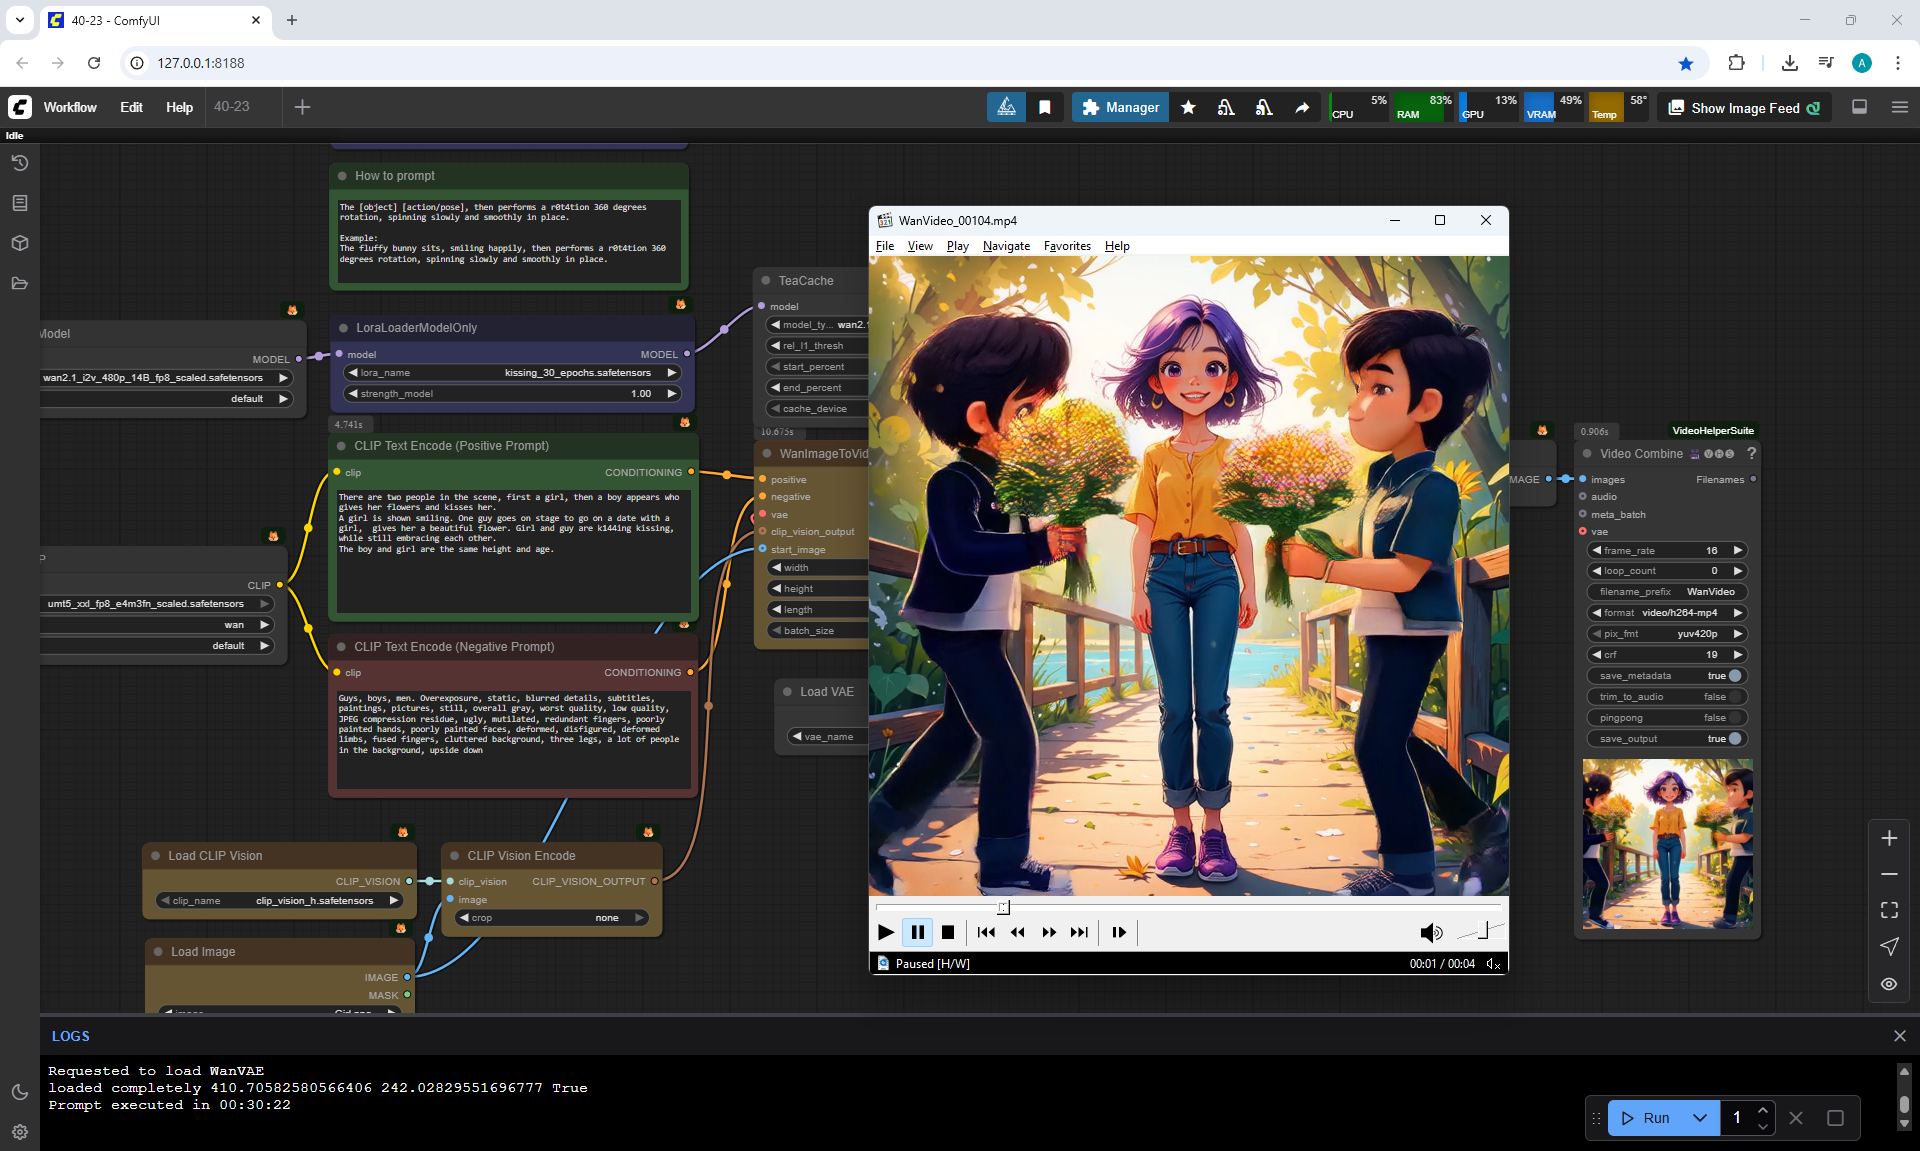 40-23 - ComfyUI
127.0.0.1:8188
A
Workflow
Edit
Help
40-23
Manager
CPU 5%
RAM 83%
GPU 13%
VRAM 49%
Temp 58°
Show Image Feed
Idle
How to prompt
The [object] [action/pose], then performs a r0t4tion 360 degrees
rotation, spinning slowly and smoothly in place.
Example:
The fluffy bunny sits, smiling happily, then performs a r0t4tion 360
degrees rotation, spinning slowly and smoothly in place.
Model
MODEL
wan2.1_i2v_480p_14B_fp8_scaled.safetensors
default
LoraLoaderModelOnly
model
MODEL
lora_name kissing_30_epochs.safetensors
strength_model 1.00
4.741s
CLIP Text Encode (Positive Prompt)
clip
CONDITIONING
There are two people in the scene, first a girl, then a boy appears who
gives her flowers and kisses her.
A girl is shown smiling. One guy goes on stage to go on a date with a
girl, gives her a beautiful flower. Girl and guy are k144ing kissing,
while still embracing each other.
The boy and girl are the same height and age.
P
CLIP
umt5_xxl_fp8_e4m3fn_scaled.safetensors
wan
default
CLIP Text Encode (Negative Prompt)
clip
CONDITIONING
Guys, boys, men. Overexposure, static, blurred details, subtitles,
paintings, pictures, still, overall gray, worst quality, low quality,
JPEG compression residue, ugly, mutilated, redundant fingers, poorly
painted hands, poorly painted faces, deformed, disfigured, deformed
limbs, fused fingers, cluttered background, three legs, a lot of people
in the background, upside down
Load CLIP Vision
CLIP_VISION
clip_name clip_vision_h.safetensors
CLIP Vision Encode
clip_vision
CLIP_VISION_OUTPUT
image
crop none
Load Image
IMAGE
MASK
TeaCache
model
model_ty... wan2.1
rel_l1_thresh
start_percent
end_percent
cache_device
10.675s
WanImageToVid
positive
negative
vae
clip_vision_output
start_image
width
height
length
batch_size
Load VAE
vae_name
WanVideo_00104.mp4
File
View
Play
Navigate
Favorites
Help
Paused [H/W]
00:01 / 00:04
MAGE
0.906s
VideoHelperSuite
Video Combine
VHS
?
images
Filenames
audio
meta_batch
vae
frame_rate 16
loop_count 0
filename_prefix WanVideo
format video/h264-mp4
pix_fmt yuv420p
crf 19
save_metadata true
trim_to_audio false
pingpong false
save_output true
LOGS
Requested to load WanVAE
loaded completely 410.70582580566406 242.02829551696777 True
Prompt executed in 00:30:22
Run
1